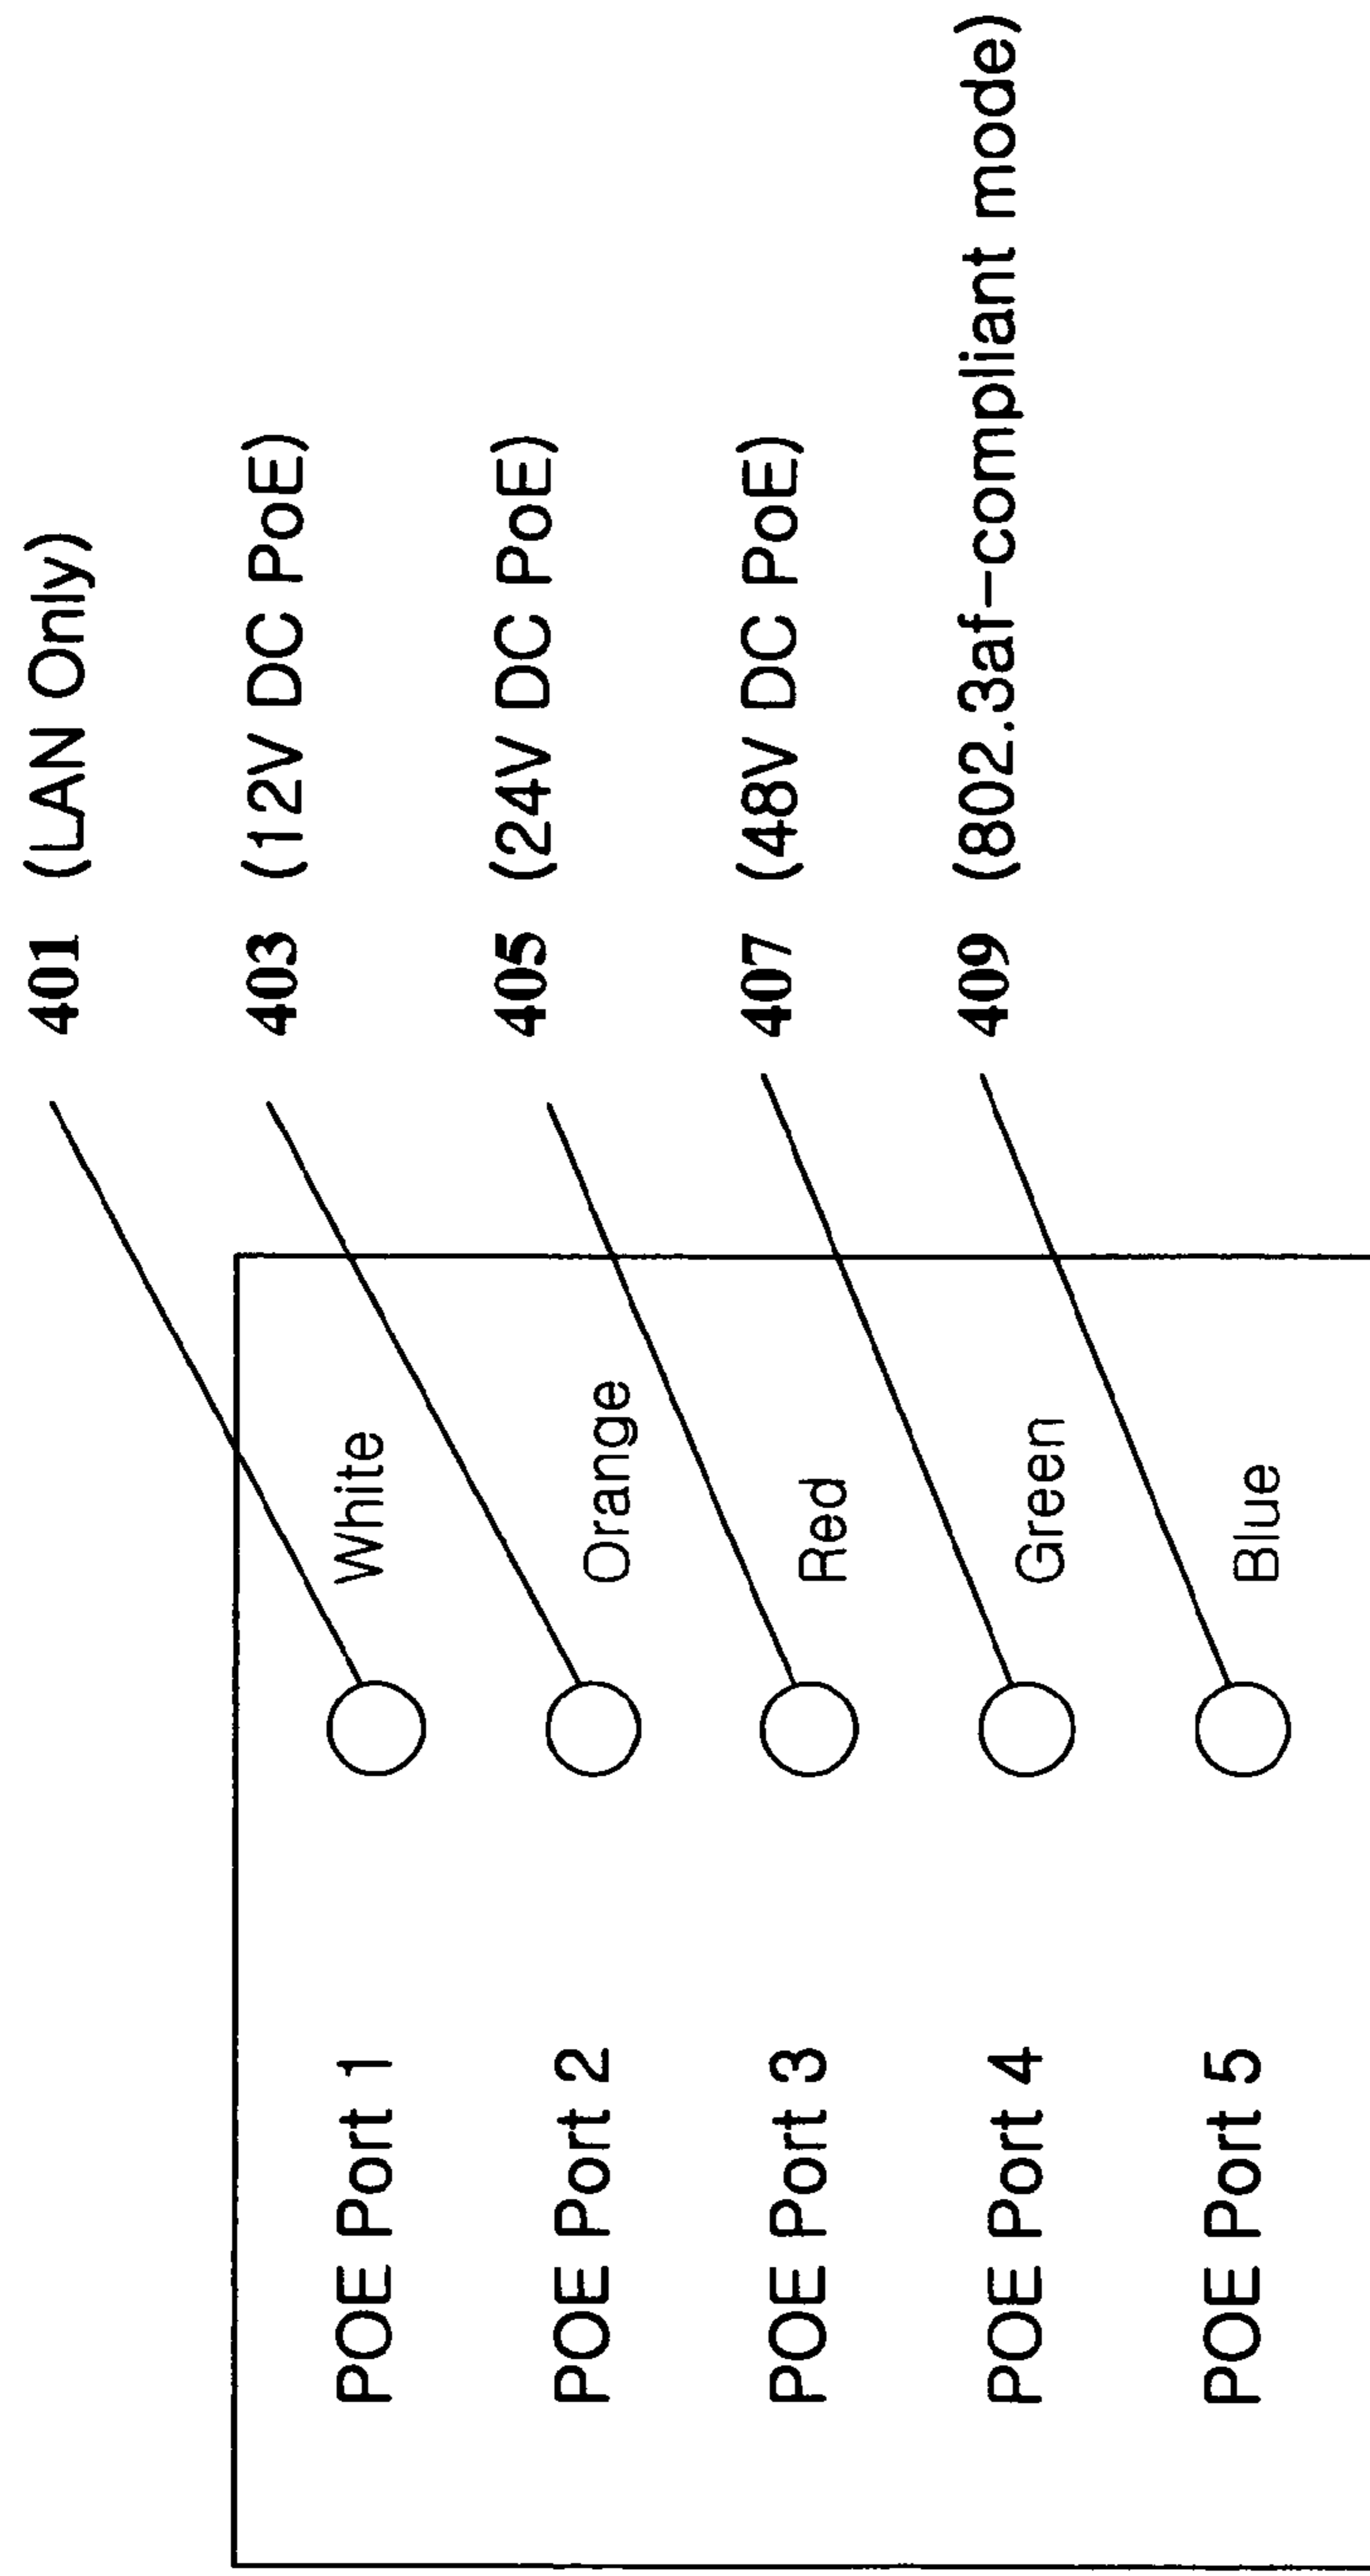 401 (LAN Only)
403 (12V DC PoE)
405 (24V DC PoE)
407 (48V DC PoE)
409 (802.3af-compliant mode)
POE Port 1 White
POE Port 2 Orange
POE Port 3 Red
POE Port 4 Green
POE Port 5 Blue